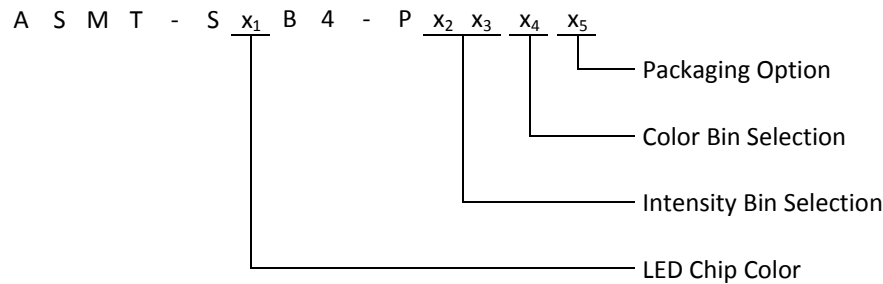 A S M T - S x₁ B 4 - P x₂ x₃ x₄ x₅
Packaging Option
Color Bin Selection
Intensity Bin Selection
LED Chip Color